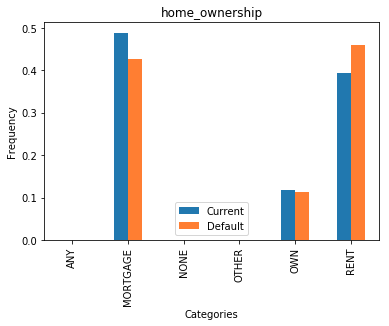 home_ownership
Frequency
0.5
0.4
0.3
0.2
0.1
0.0
Current
Default
ANY
MORTGAGE
NONE
OTHER
OWN
RENT
Categories